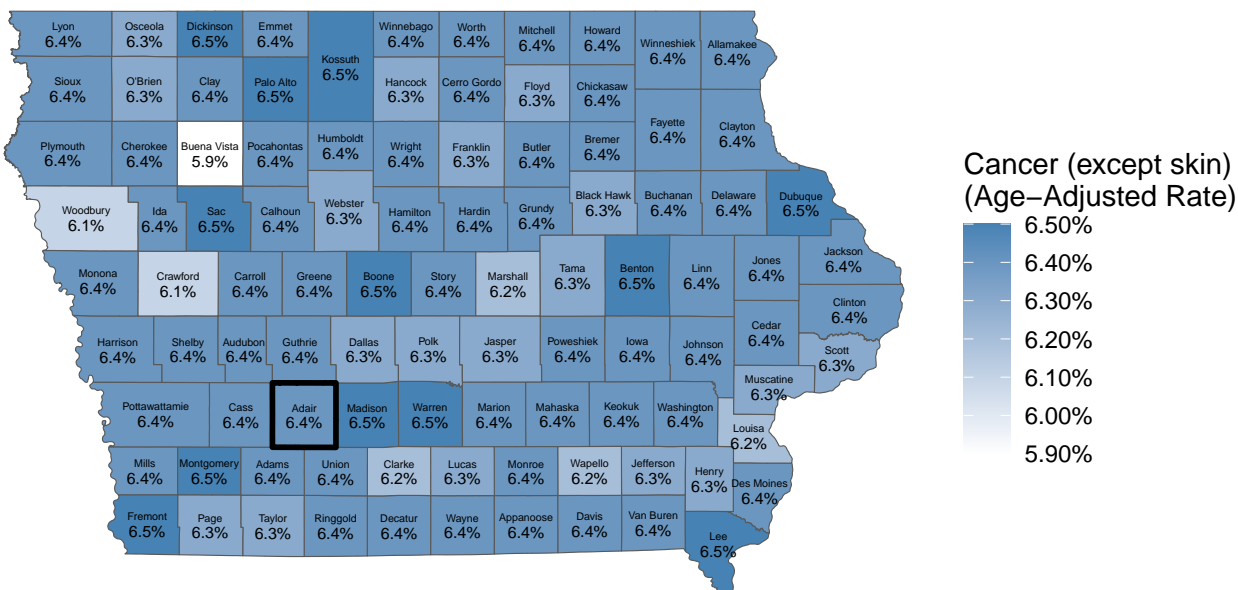 Lyon
6.4%
Osceola
6.3%
Dickinson
6.5%
Emmet
6.4%
Kossuth
6.5%
Winnebago
6.4%
Worth
6.4%
Mitchell
6.4%
Howard
6.4%
Winneshiek
6.4%
Allamakee
6.4%
Sioux
6.4%
O'Brien
6.3%
Clay
6.4%
Palo Alto
6.5%
Hancock
6.3%
Cerro Gordo
6.4%
Floyd
6.3%
Chickasaw
6.4%
Fayette
6.4%
Clayton
6.4%
Plymouth
6.4%
Cherokee
6.4%
Buena Vista
5.9%
Pocahontas
6.4%
Humboldt
6.4%
Wright
6.4%
Franklin
6.3%
Butler
6.4%
Bremer
6.4%
Woodbury
6.1%
Ida
6.4%
Sac
6.5%
Calhoun
6.4%
Webster
6.3%
Hamilton
6.4%
Hardin
6.4%
Grundy
6.4%
Black Hawk
6.3%
Buchanan
6.4%
Delaware
6.4%
Dubuque
6.5%
Monona
6.4%
Crawford
6.1%
Carroll
6.4%
Greene
6.4%
Boone
6.5%
Story
6.4%
Marshall
6.2%
Tama
6.3%
Benton
6.5%
Linn
6.4%
Jones
6.4%
Jackson
6.4%
Clinton
6.4%
Harrison
6.4%
Shelby
6.4%
Audubon
6.4%
Guthrie
6.4%
Dallas
6.3%
Polk
6.3%
Jasper
6.3%
Poweshiek
6.4%
Iowa
6.4%
Johnson
6.4%
Cedar
6.4%
Scott
6.3%
Muscatine
6.3%
Pottawattamie
6.4%
Cass
6.4%
Adair
6.4%
Madison
6.5%
Warren
6.5%
Marion
6.4%
Mahaska
6.4%
Keokuk
6.4%
Washington
6.4%
Louisa
6.2%
Mills
6.4%
Montgomery
6.5%
Adams
6.4%
Union
6.4%
Clarke
6.2%
Lucas
6.3%
Monroe
6.4%
Wapello
6.2%
Jefferson
6.3%
Henry
6.3%
Des Moines
6.4%
Fremont
6.5%
Page
6.3%
Taylor
6.3%
Ringgold
6.4%
Decatur
6.4%
Wayne
6.4%
Appanoose
6.4%
Davis
6.4%
Van Buren
6.4%
Lee
6.5%
Cancer (except skin)
(Age−Adjusted Rate)
6.50%
6.40%
6.30%
6.20%
6.10%
6.00%
5.90%